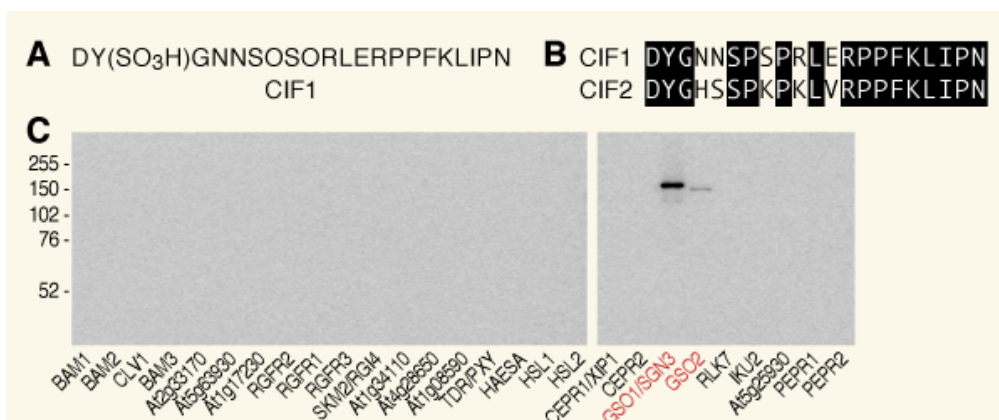 A DY(SO3H)GNNSOSORLERPPFKLIPN
CIF1
B CIF1 DYGNNSPSPRLERPPFKLIPN
CIF2 DYGHSSPKPKLVRPPFKLIPN
C
255 -
150 -
102 -
76 -
52 -
BAM1
BAM2
CLV1
BAM3
At2g33170
At5g63930
At1g17230
RGFR2
RGFR1
RGFR3
SKM2/RGI4
At1g34110
At4g28650
At1g08590
TDR/PXY
HAESA
HSL1
HSL2
CEPR1/XIP1
CEPR2
GSO1/SGN3
GSO2
RLK7
IKU2
At5g25930
PEPR1
PEPR2